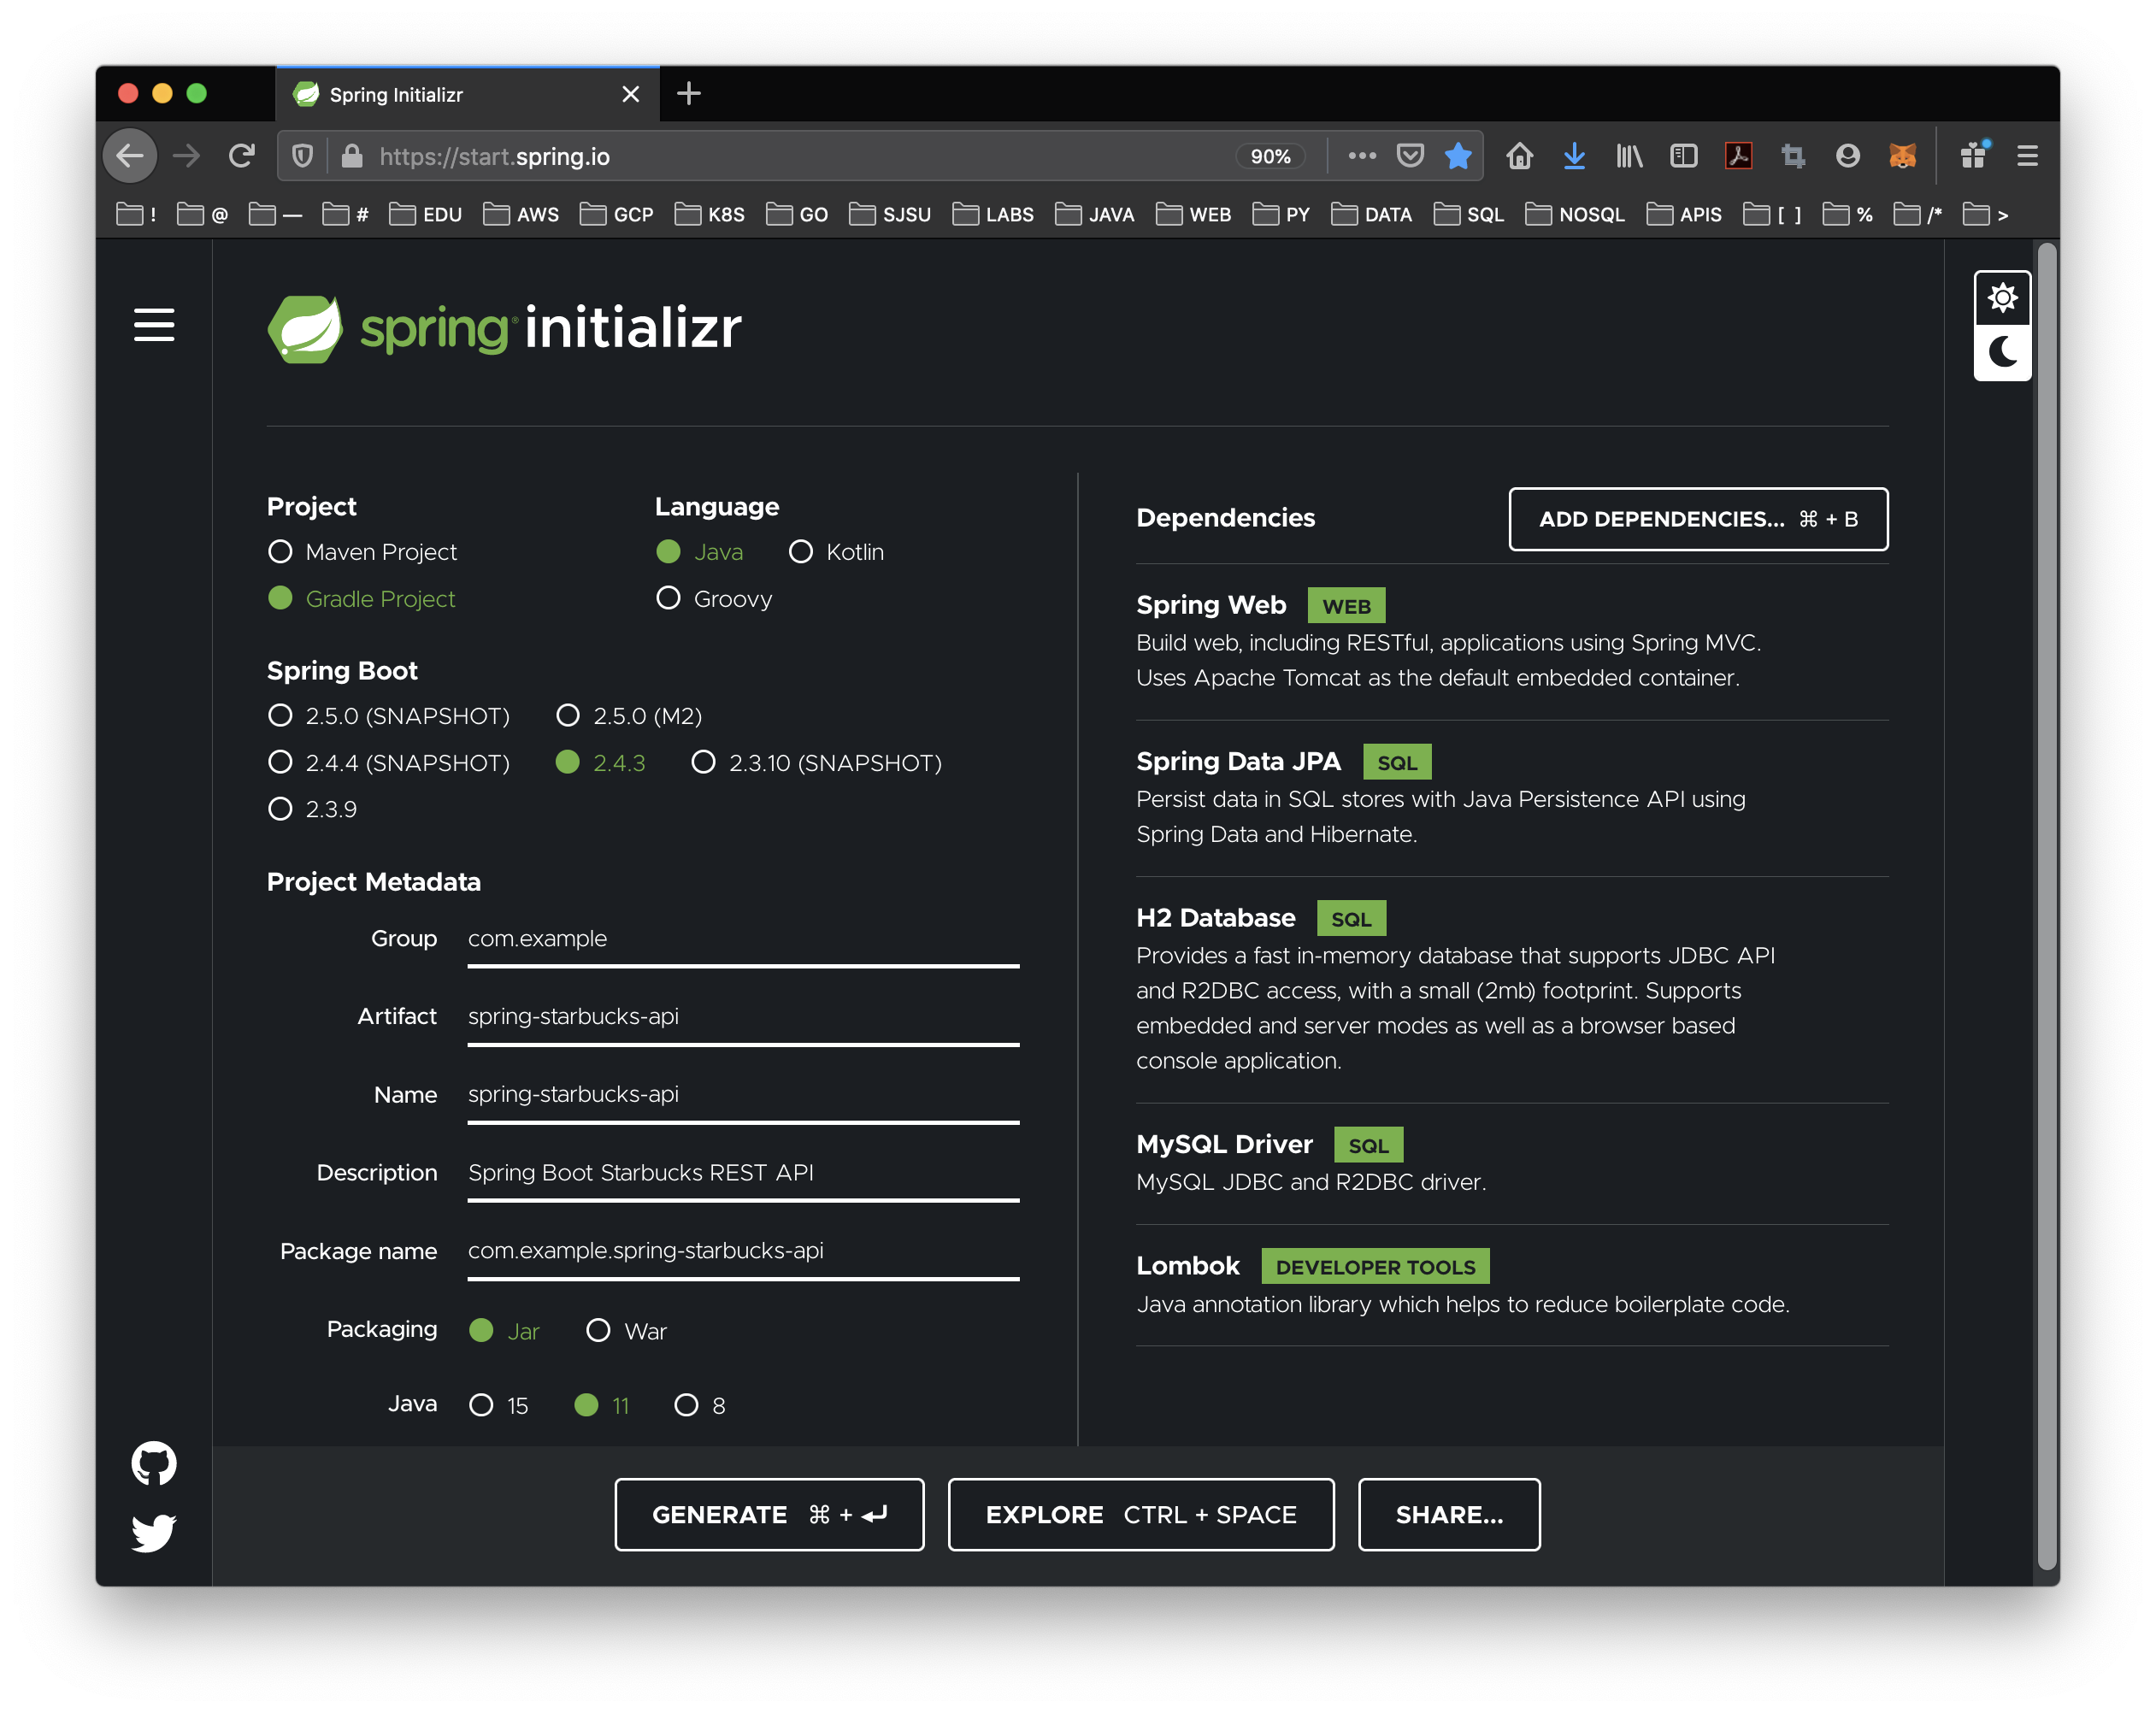 Spring Initializr
https://start.spring.io
90%
! @ — # EDU AWS GCP K8S GO SJSU LABS JAVA WEB PY DATA SQL NOSQL APIS [ ] % /* >
spring® initializr
Project
Maven Project
Gradle Project
Language
Java Kotlin
Groovy
Spring Boot
2.5.0 (SNAPSHOT) 2.5.0 (M2)
2.4.4 (SNAPSHOT) 2.4.3 2.3.10 (SNAPSHOT)
2.3.9
Project Metadata
Group com.example
Artifact spring-starbucks-api
Name spring-starbucks-api
Description Spring Boot Starbucks REST API
Package name com.example.spring-starbucks-api
Packaging Jar War
Java 15 11 8
Dependencies
ADD DEPENDENCIES... ⌘ + B
Spring Web WEB
Build web, including RESTful, applications using Spring MVC.
Uses Apache Tomcat as the default embedded container.
Spring Data JPA SQL
Persist data in SQL stores with Java Persistence API using
Spring Data and Hibernate.
H2 Database SQL
Provides a fast in-memory database that supports JDBC API
and R2DBC access, with a small (2mb) footprint. Supports
embedded and server modes as well as a browser based
console application.
MySQL Driver SQL
MySQL JDBC and R2DBC driver.
Lombok DEVELOPER TOOLS
Java annotation library which helps to reduce boilerplate code.
GENERATE ⌘ + ↵
EXPLORE CTRL + SPACE
SHARE...